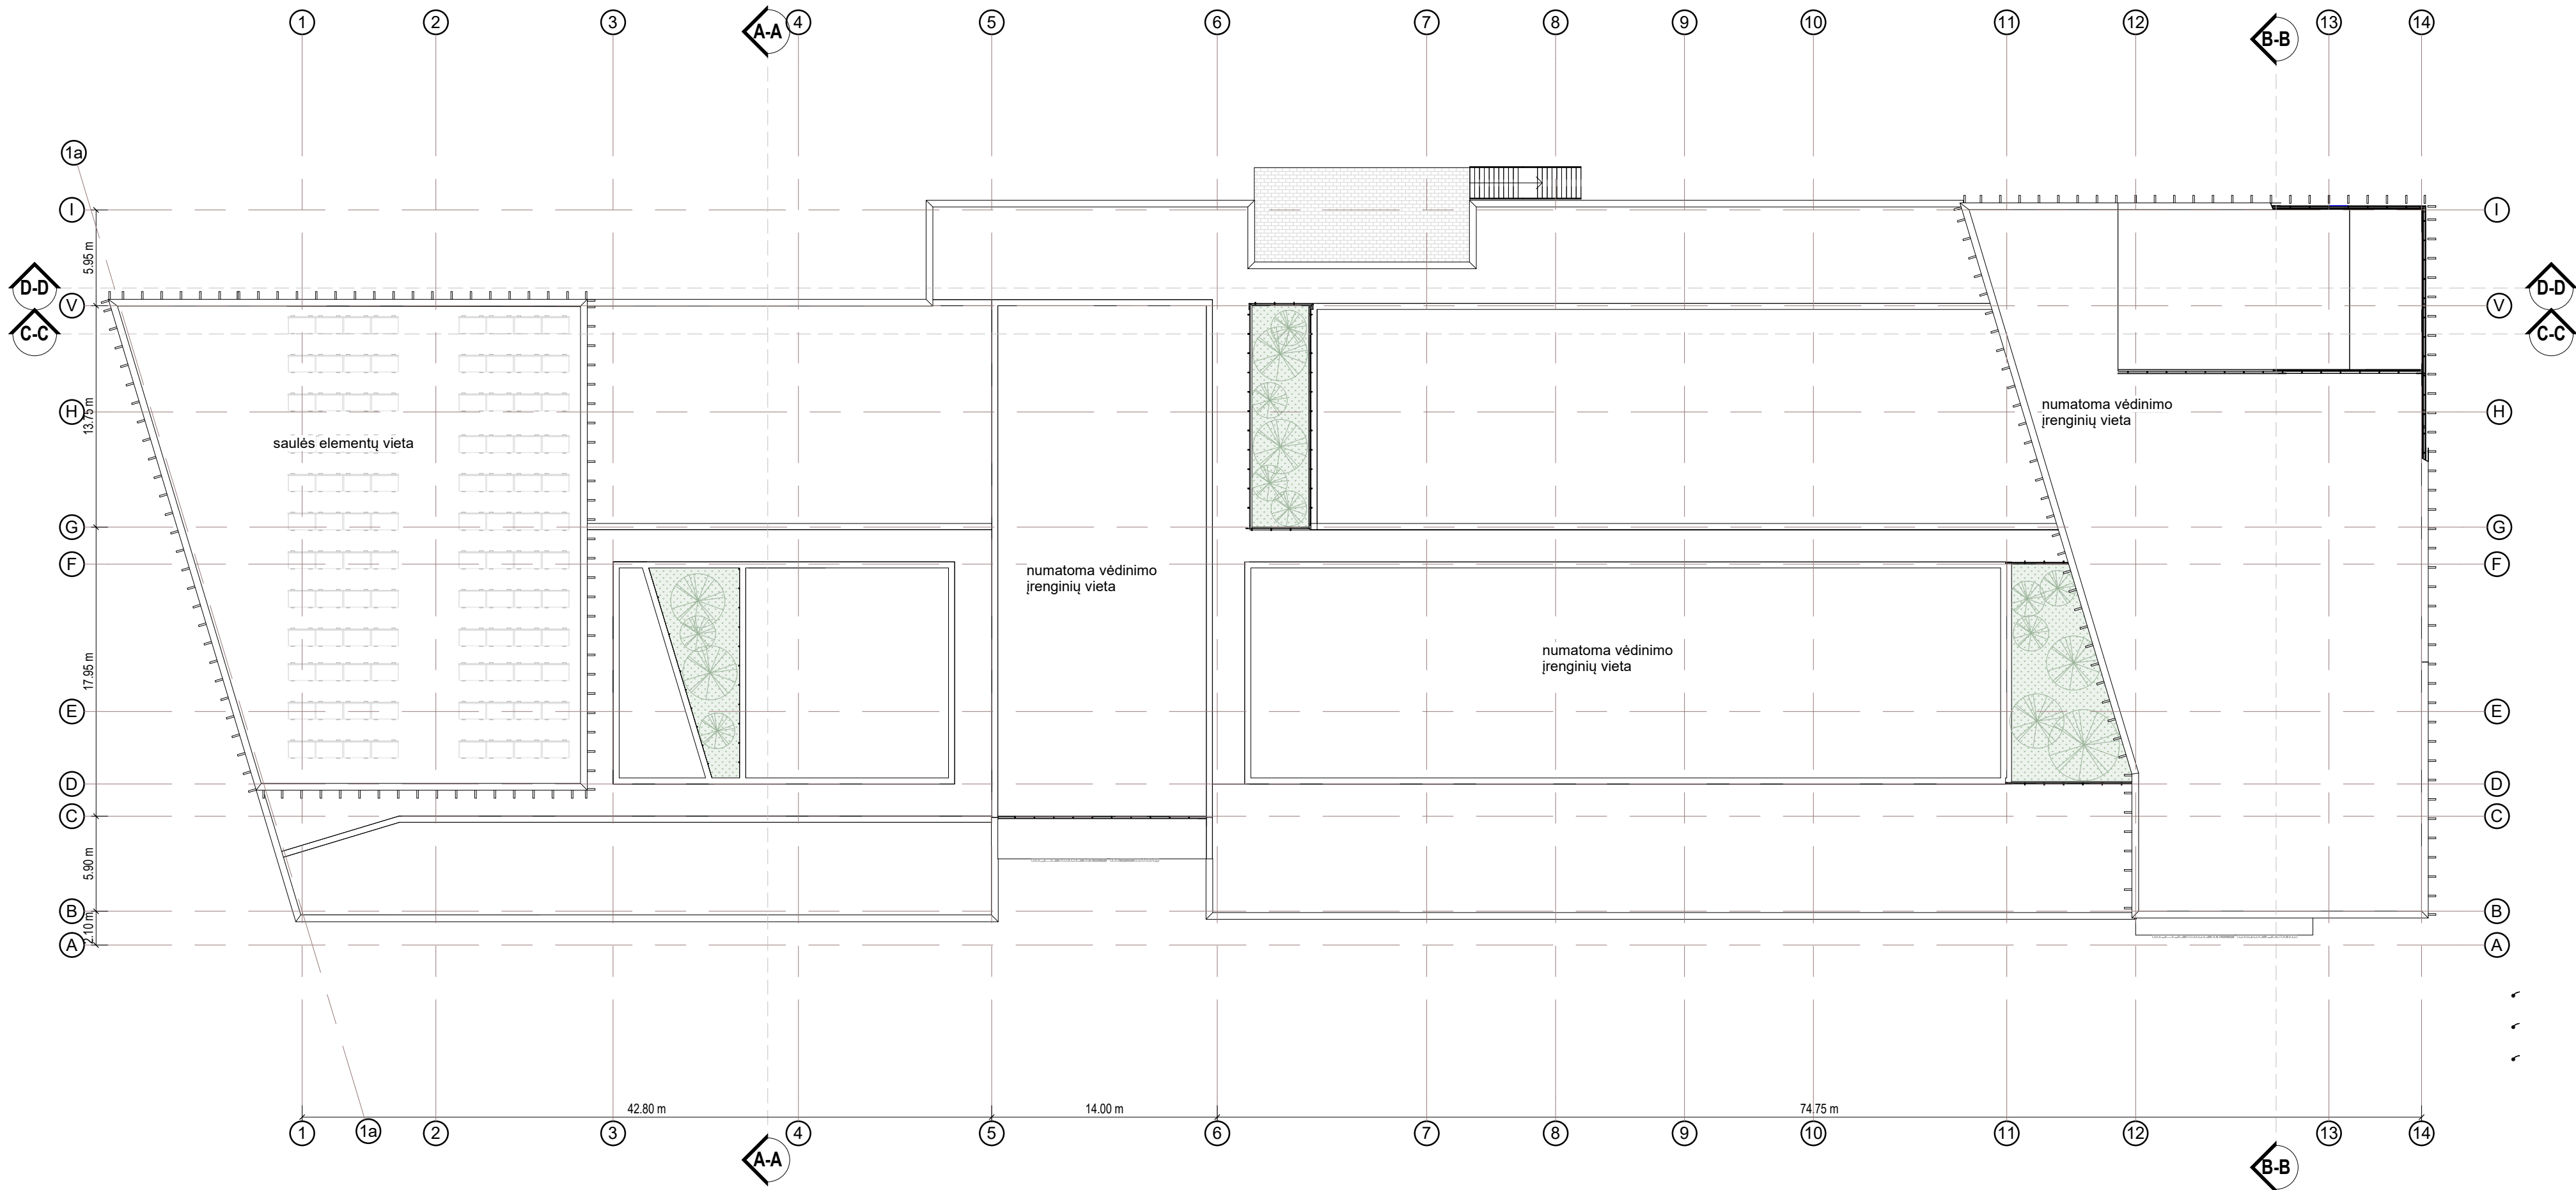 1 2 3 A-A 4 5 6 7 8 9 10 11 12 B-B 13 14
1a
I I
5.95 m
D-D D-D
V V
C-C C-C
numatoma vėdinimo
įrenginių vieta
H H
13.75 m
saulės elementų vieta
G G
F F
numatoma vėdinimo
įrenginių vieta
numatoma vėdinimo
įrenginių vieta
17.95 m
E E
D D
C C
5.90 m
B B
2.10 m
A A
42.80 m 14.00 m 74.75 m
1 1a 2 3 4 5 6 7 8 9 10 11 12 13 14
A-A B-B